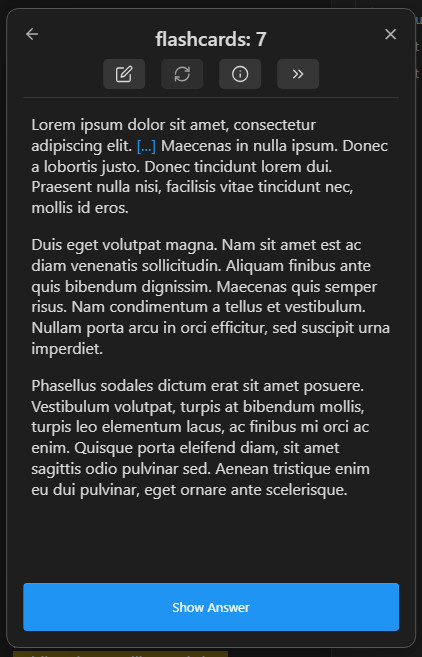 flashcards: 7
Lorem ipsum dolor sit amet, consectetur
adipiscing elit. [...] Maecenas in nulla ipsum. Donec
a lobortis justo. Donec tincidunt lorem dui.
Praesent nulla nisi, facilisis vitae tincidunt nec,
mollis id eros.
Duis eget volutpat magna. Nam sit amet est ac
diam venenatis sollicitudin. Aliquam finibus ante
quis bibendum dignissim. Maecenas quis semper
risus. Nam condimentum a tellus et vestibulum.
Nullam porta arcu in orci efficitur, sed suscipit urna
imperdiet.
Phasellus sodales dictum erat sit amet posuere.
Vestibulum volutpat, turpis at bibendum mollis,
turpis leo elementum lacus, ac finibus mi orci ac
enim. Quisque porta eleifend diam, sit amet
sagittis odio pulvinar sed. Aenean tristique enim
eu dui pulvinar, eget ornare ante scelerisque.
Show Answer